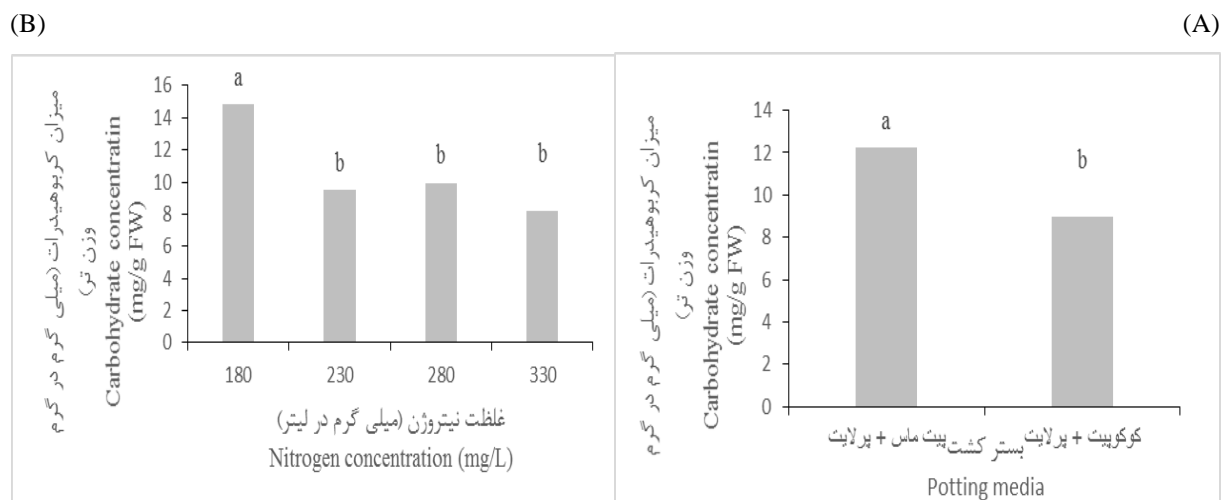 (B)
(A)
میزان کربوهیدرات (میلی گرم در گرم
وزن تر)
Carbohydrate concentratin
(mg/g FW)
16
14
12
10
8
6
4
2
0
a
b
b
b
180
230
280
330
غلظت نیتروژن (میلی گرم در لیتر)
Nitrogen concentration (mg/L)
میزان کربوهیدرات (میلی گرم در گرم
وزن تر)
Carbohydrate concentratin
(mg/g FW)
14
12
10
8
6
4
2
0
a
b
پیت ماس + پرلایت
کوکوپیت + پرلایت
بستر کشت
Potting media